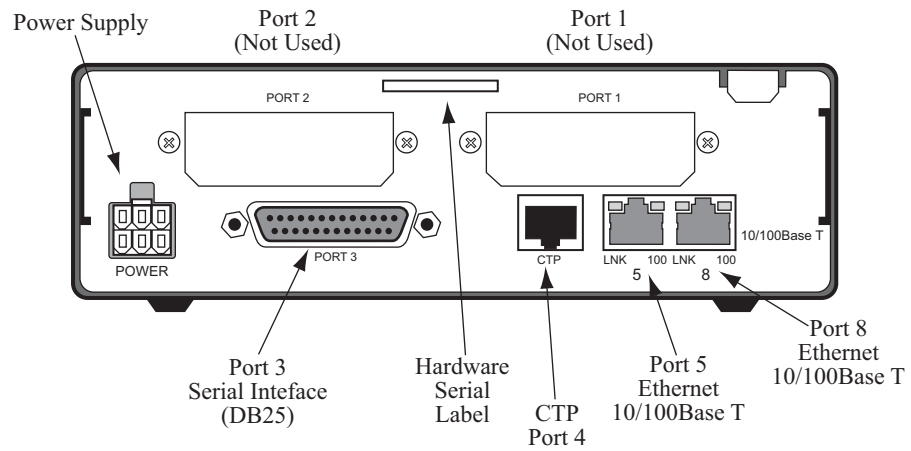 Power Supply
Port 2
(Not Used)
Port 1
(Not Used)
PORT 2
PORT 1
POWER
PORT 3
CTP
10/100Base T
LNK 100 LNK 100
5 8
Port 3
Serial Inteface
(DB25)
Hardware
Serial
Label
CTP
Port 4
Port 5
Ethernet
10/100Base T
Port 8
Ethernet
10/100Base T